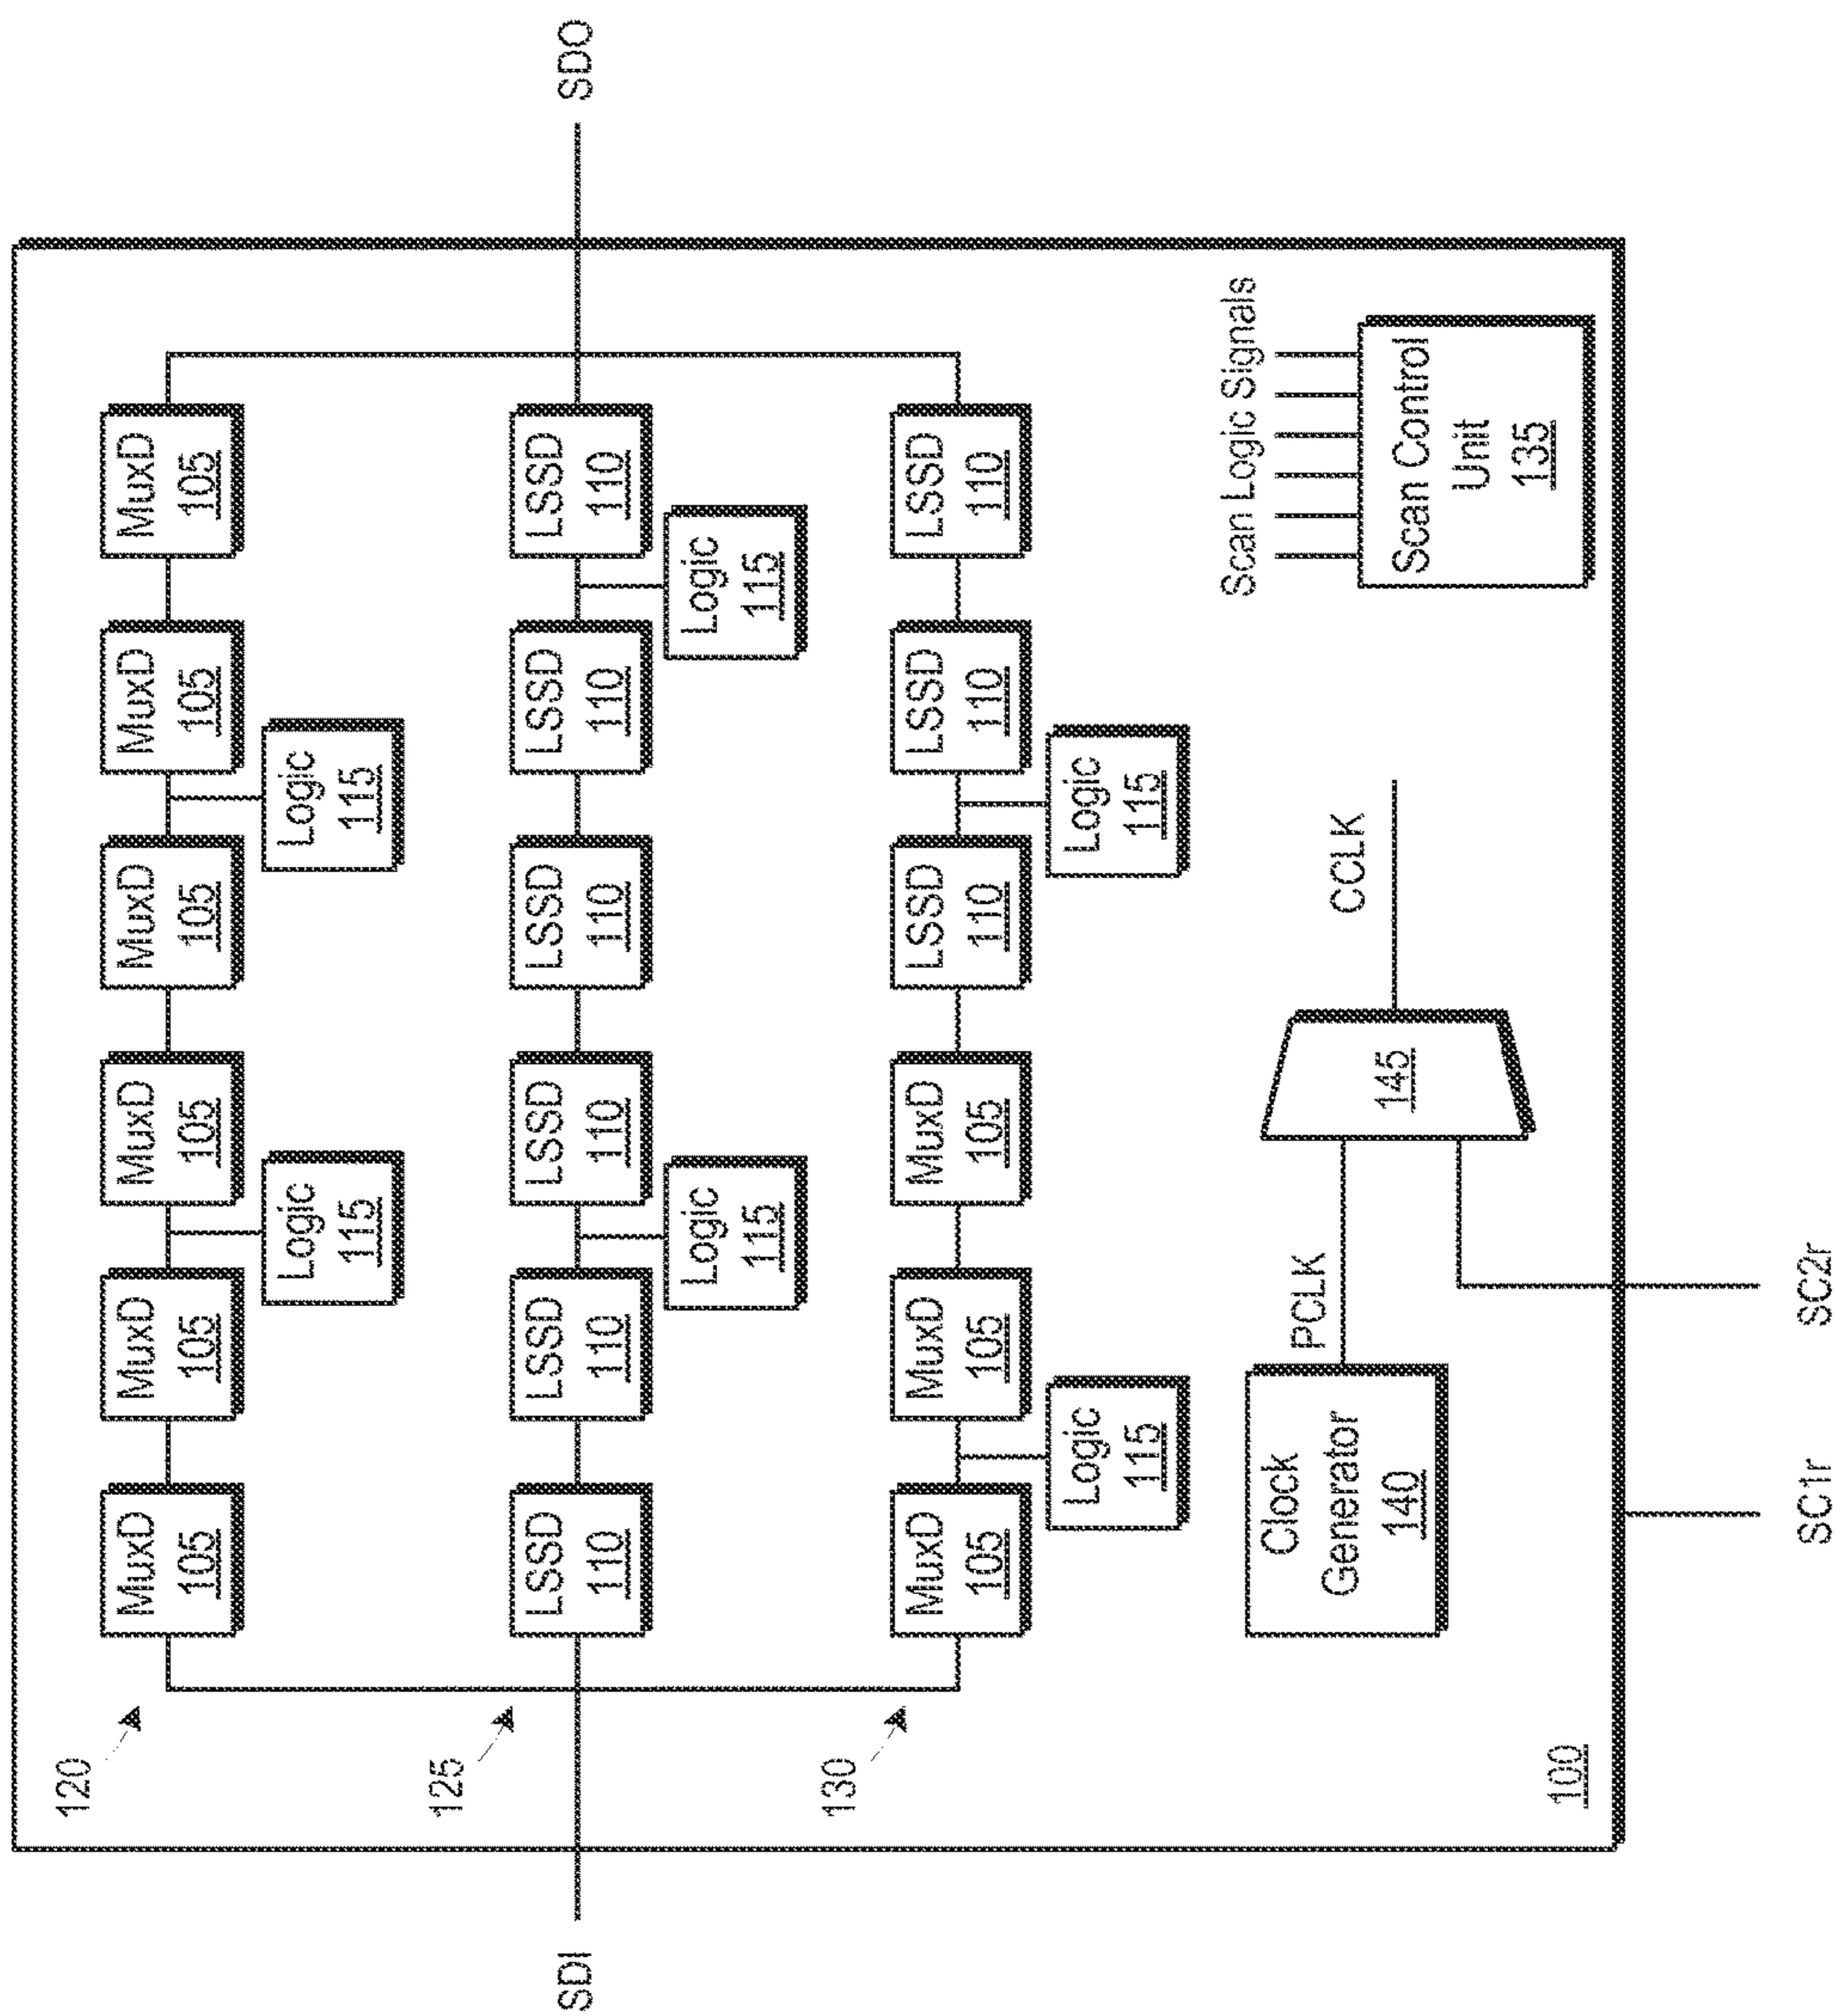 120
MuxD
105
MuxD
105
MuxD
105
MuxD
105
MuxD
105
MuxD
105
Logic
115
Logic
115
SDI
125
LSSD
110
LSSD
110
LSSD
110
LSSD
110
LSSD
110
LSSD
110
SDO
Logic
115
Logic
115
130
MuxD
105
MuxD
105
MuxD
105
LSSD
110
LSSD
110
LSSD
110
Logic
115
Logic
115
Clock
Generator
140
PCLK
145
CCLK
Scan Logic Signals
Scan Control
Unit
135
100
SC1r
SC2r